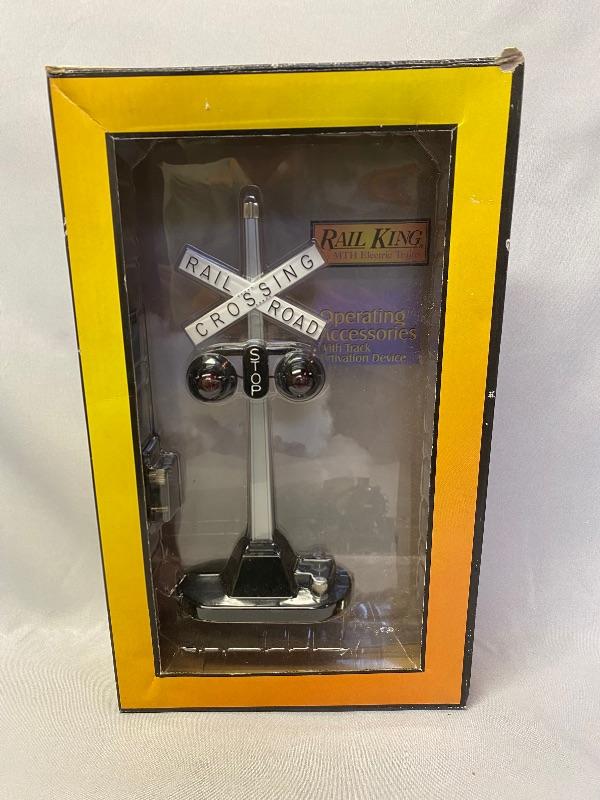 RAIL KING
MTH Electric Trains
RAIL ROAD
CROSSING
Operating
Accessories
with Track
Activation Device
STOP